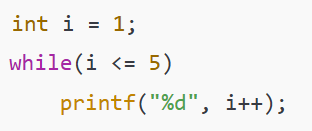 int i = 1;
while(i <= 5)
    printf("%d", i++);